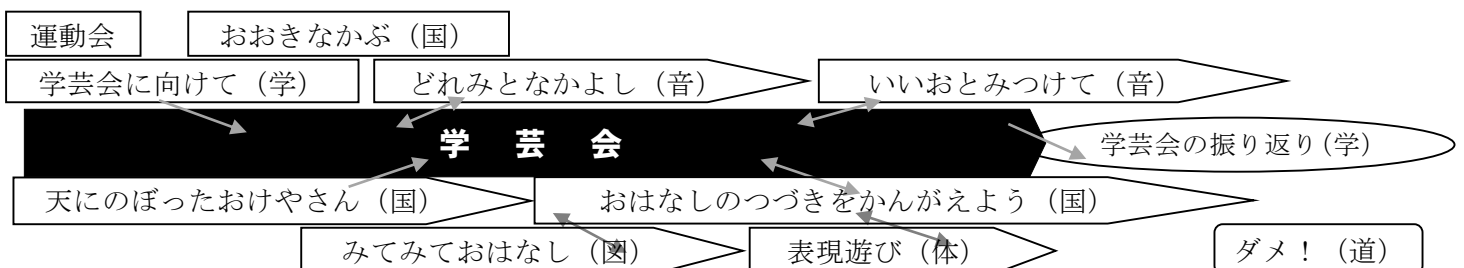 運動会 おおきなかぶ（国）
学芸会に向けて（学） どれみとなかよし（音） いいおとみつけて（音）
学 芸 会 学芸会の振り返り（学）
天にのぼったおけやさん（国） おはなしのつづきをかんがえよう（国）
みてみておはなし（図） 表現遊び（体） ダメ！（道）